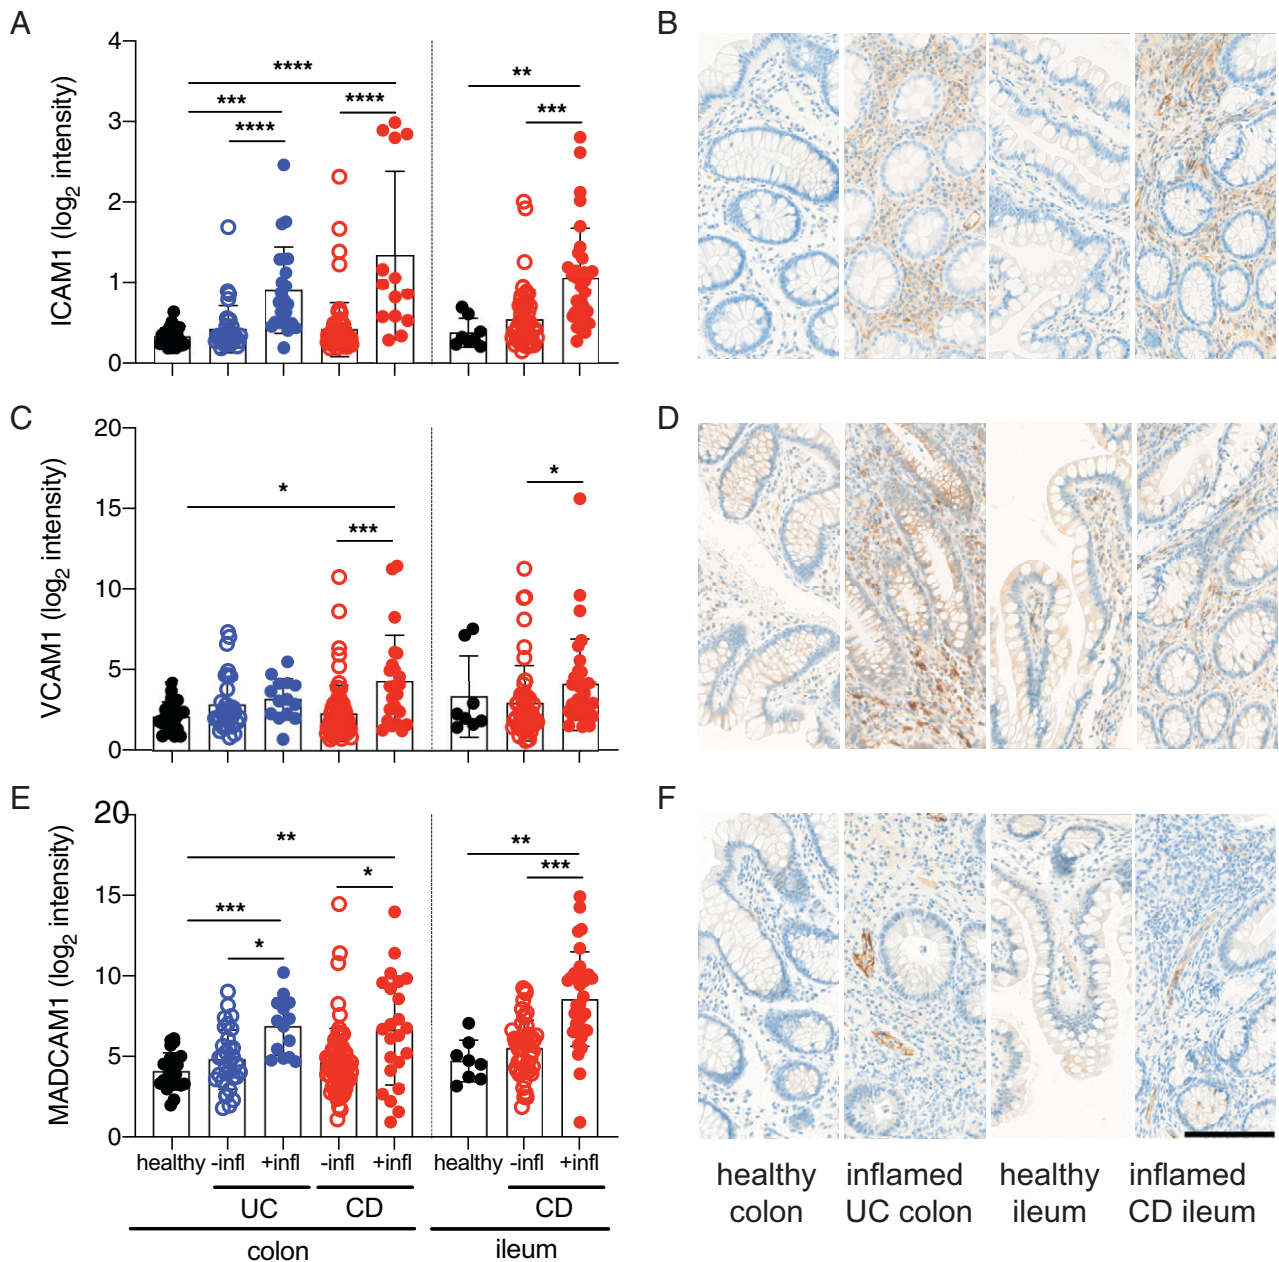 A
B
4
3
2
1
0
ICAM1 (log2 intensity)
**** 
*** 
**** 
**** 
** 
***
C
D
20
15
10
5
0
VCAM1 (log2 intensity)
*
***
*
E
F
20
15
10
5
0
MADCAM1 (log2 intensity)
**
*
***
*
**
***
healthy -infl +infl -infl +infl healthy -infl +infl
UC CD CD
colon ileum
healthy inflamed healthy inflamed
colon UC colon ileum CD ileum